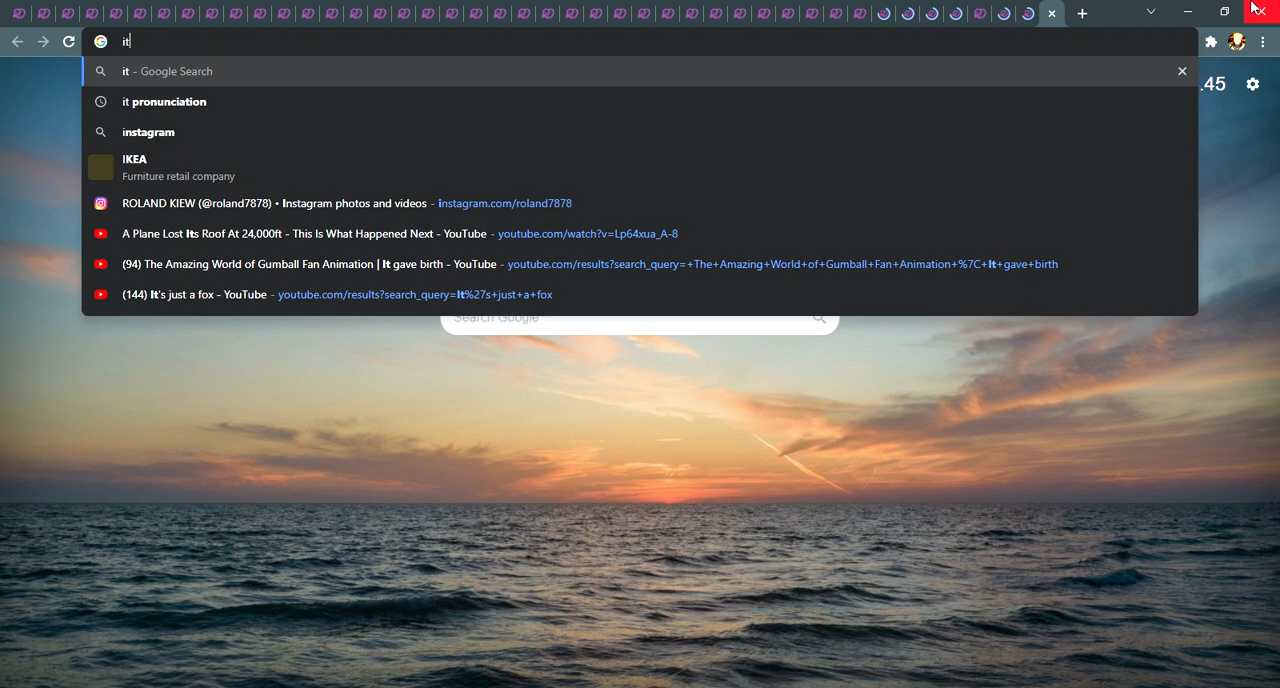 it
it - Google Search
.45
it pronunciation
instagram
IKEA
Furniture retail company
ROLAND KIEW (@roland7878) • Instagram photos and videos - instagram.com/roland7878
A Plane Lost Its Roof At 24,000ft - This Is What Happened Next - YouTube - youtube.com/watch?v=Lp64xua_A-8
(94) The Amazing World of Gumball Fan Animation | It gave birth - YouTube - youtube.com/results?search_query=+The+Amazing+World+of+Gumball+Fan+Animation+%7C+It+gave+birth
(144) It's just a fox - YouTube - youtube.com/results?search_query=It%27s+just+a+fox
Search Google